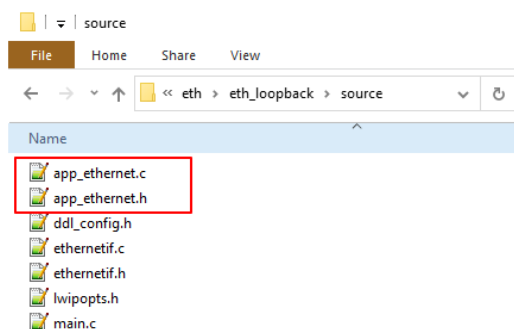 source
File Home Share View
« eth › eth_loopback › source
Name
app_ethernet.c
app_ethernet.h
ddl_config.h
ethernetif.c
ethernetif.h
lwipopts.h
main.c